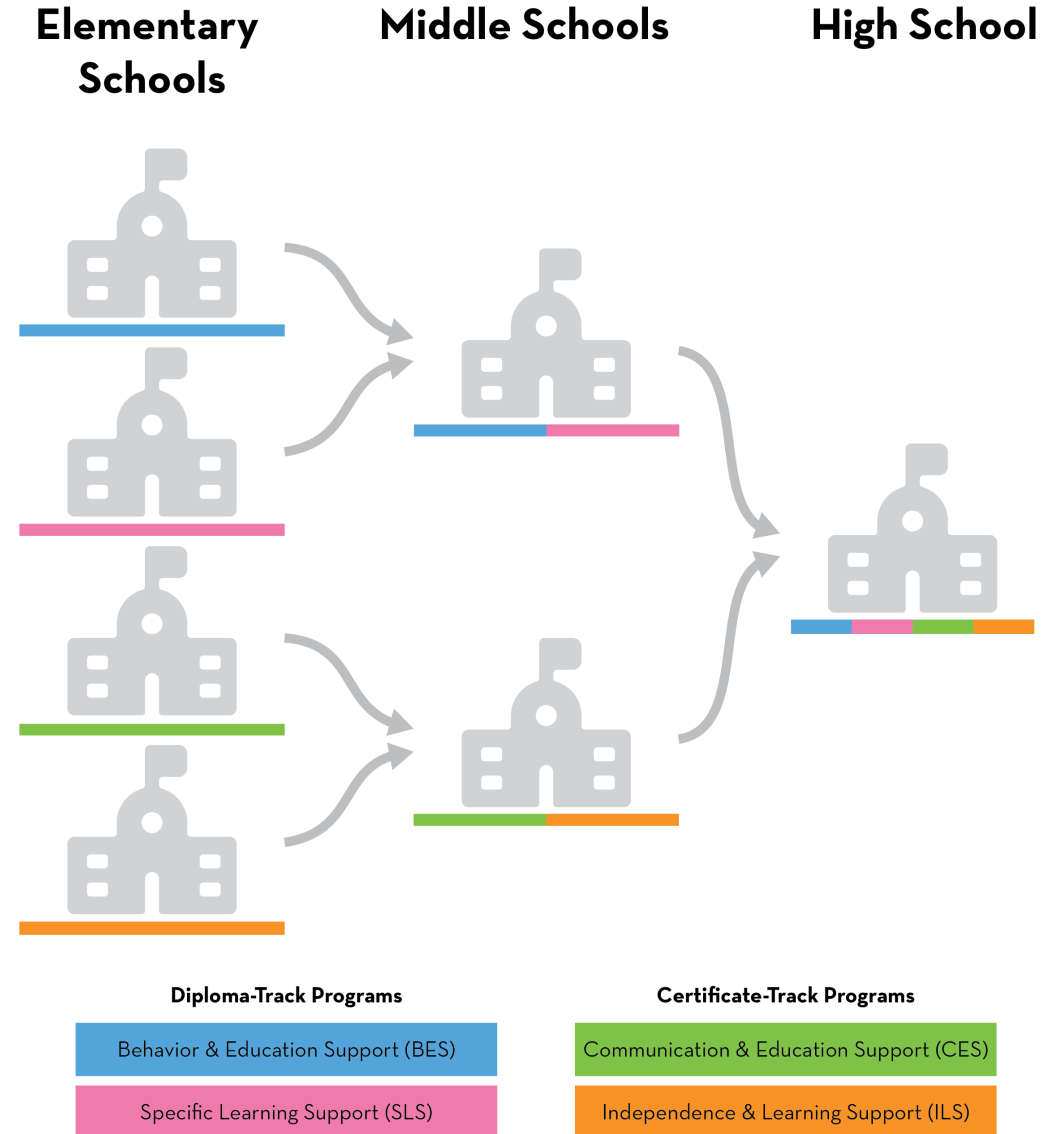 Elementary
Schools
Middle Schools
High School
Diploma-Track Programs
Certificate-Track Programs
Behavior & Education Support (BES)
Communication & Education Support (CES)
Specific Learning Support (SLS)
Independence & Learning Support (ILS)